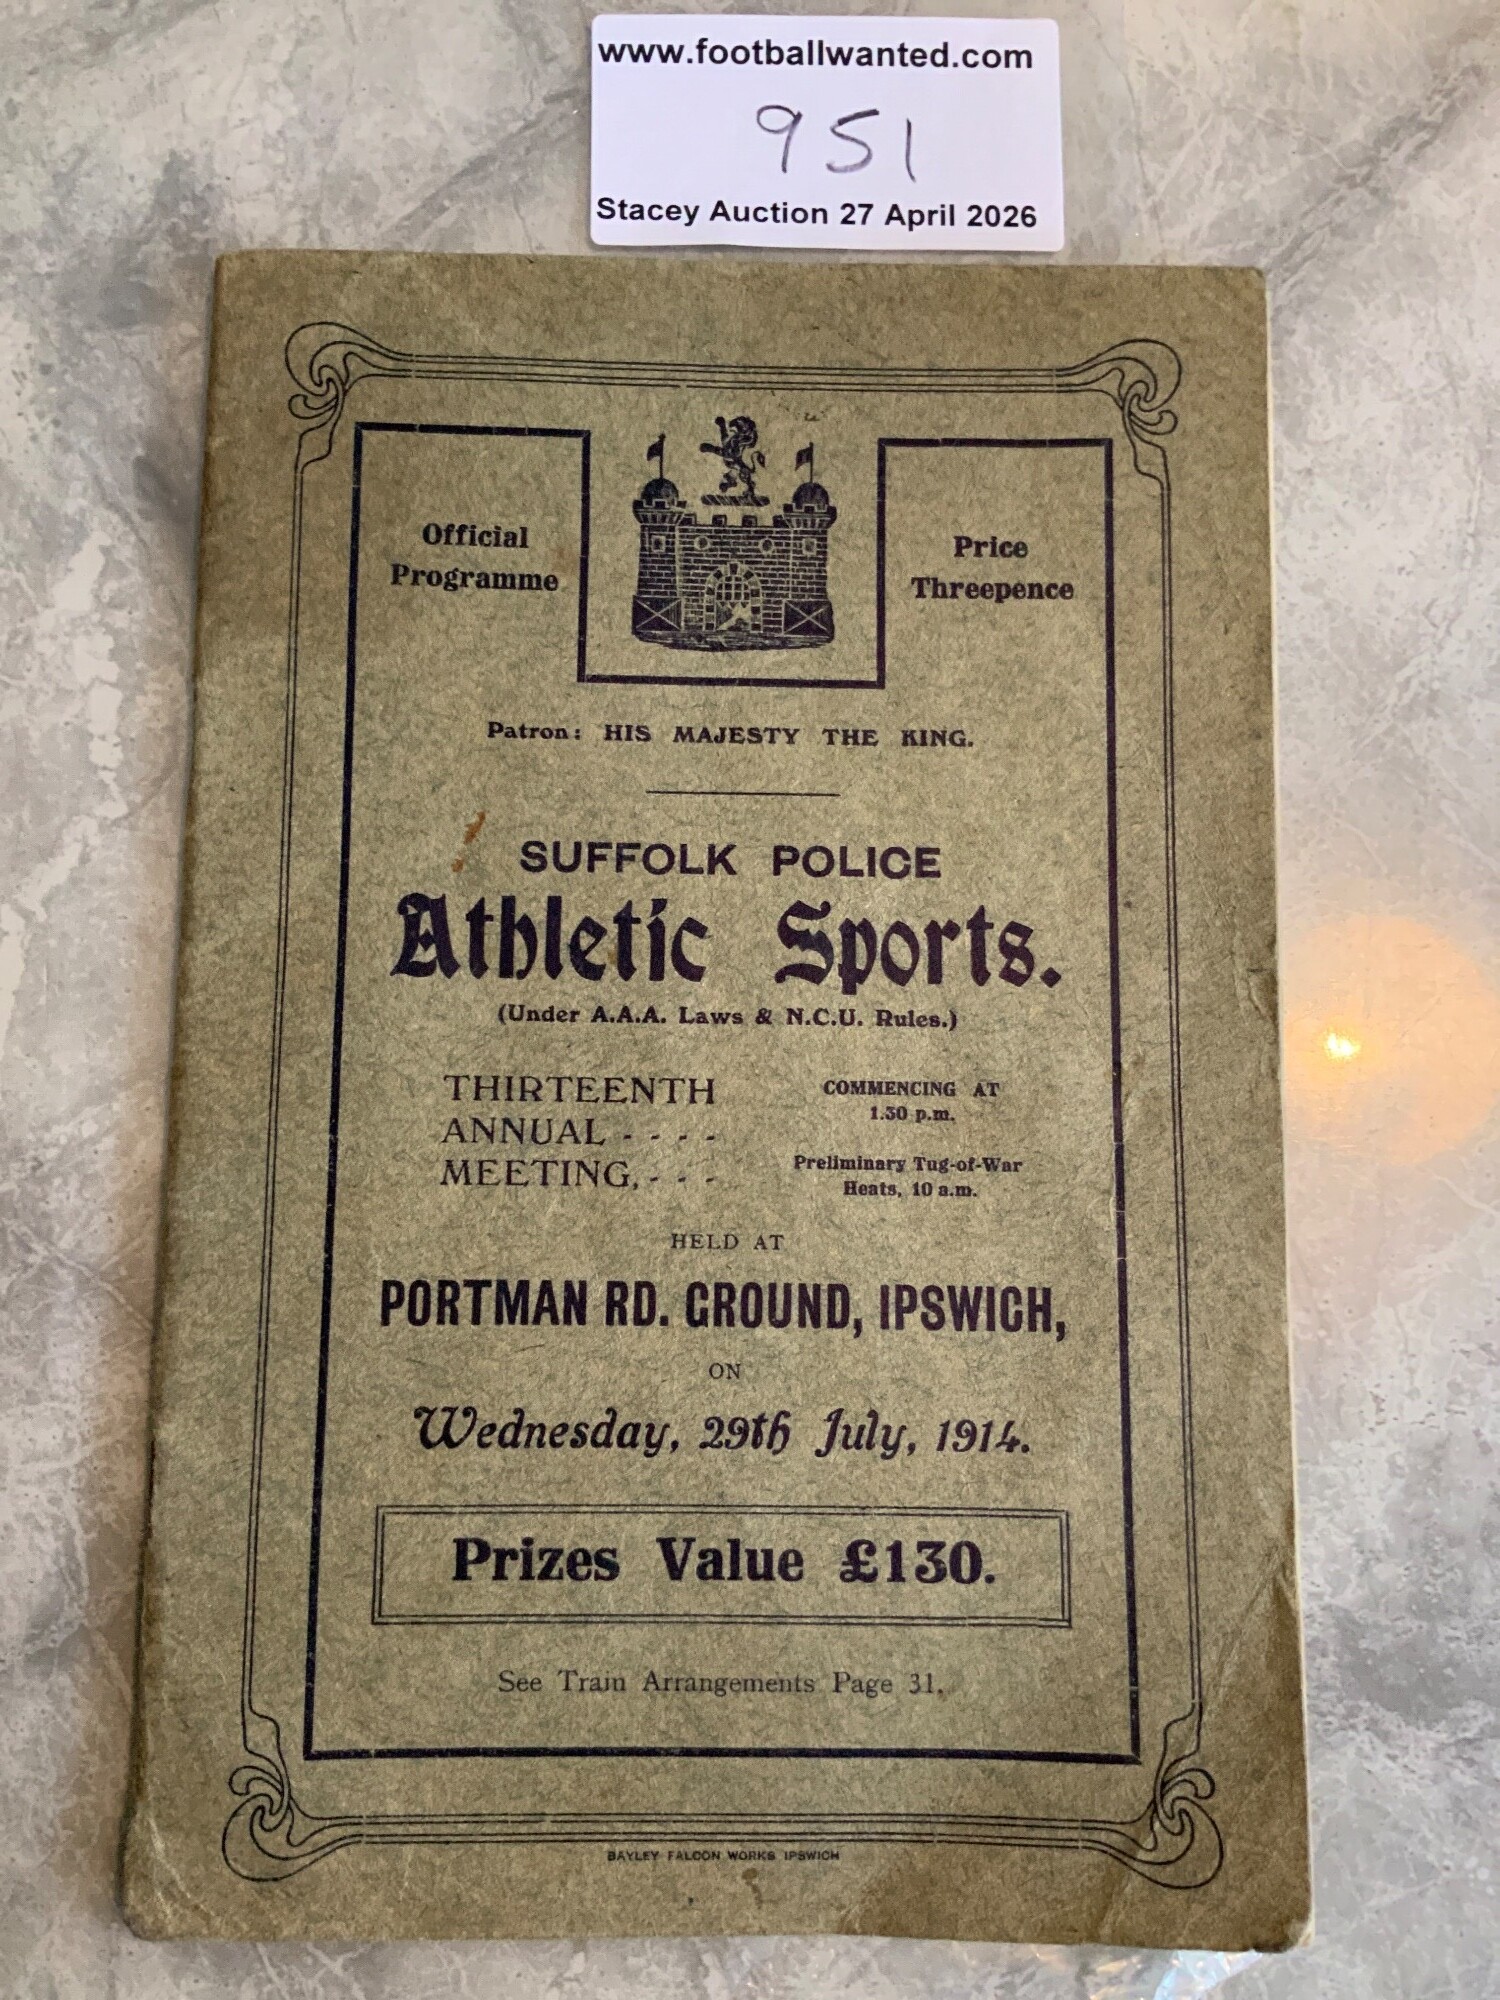 www.footballwanted.com
951
Stacey Auction 27 April 2026
Official
Programme
Price
Threepence
Patron: HIS MAJESTY THE KING.
SUFFOLK POLICE
Athletic Sports.
(Under A.A.A. Laws & N.C.U. Rules.)
THIRTEENTH
ANNUAL - - - -
MEETING, - - -
COMMENCING AT
1.30 p.m.
Preliminary Tug-of-War
Heats, 10 a.m.
HELD AT
PORTMAN RD. GROUND, IPSWICH,
ON
Wednesday, 29th July, 1914.
Prizes Value £130.
See Train Arrangements Page 31.
BAYLEY FALCON WORKS IPSWICH